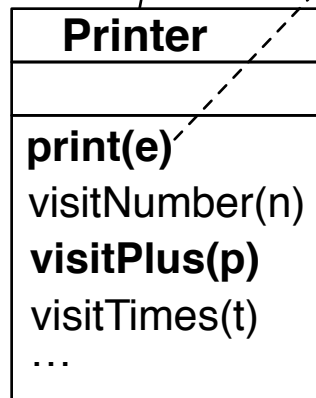 Printer
print(e)
visitNumber(n)
visitPlus(p)
visitTimes(t)
…